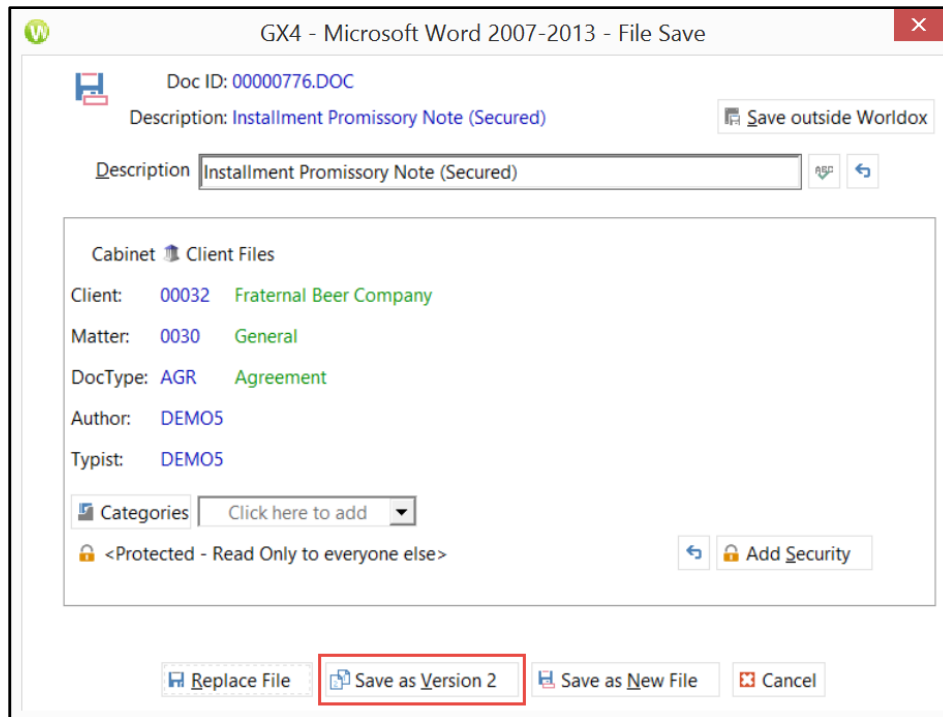 GX4 - Microsoft Word 2007-2013 - File Save
Doc ID: 00000776.DOC
Description: Installment Promissory Note (Secured)
Save outside Worldox
Description Installment Promissory Note (Secured)
Cabinet Client Files
Client: 00032 Fraternal Beer Company
Matter: 0030 General
DocType: AGR Agreement
Author: DEMO5
Typist: DEMO5
Categories Click here to add
<Protected - Read Only to everyone else> Add Security
Replace File Save as Version 2 Save as New File Cancel